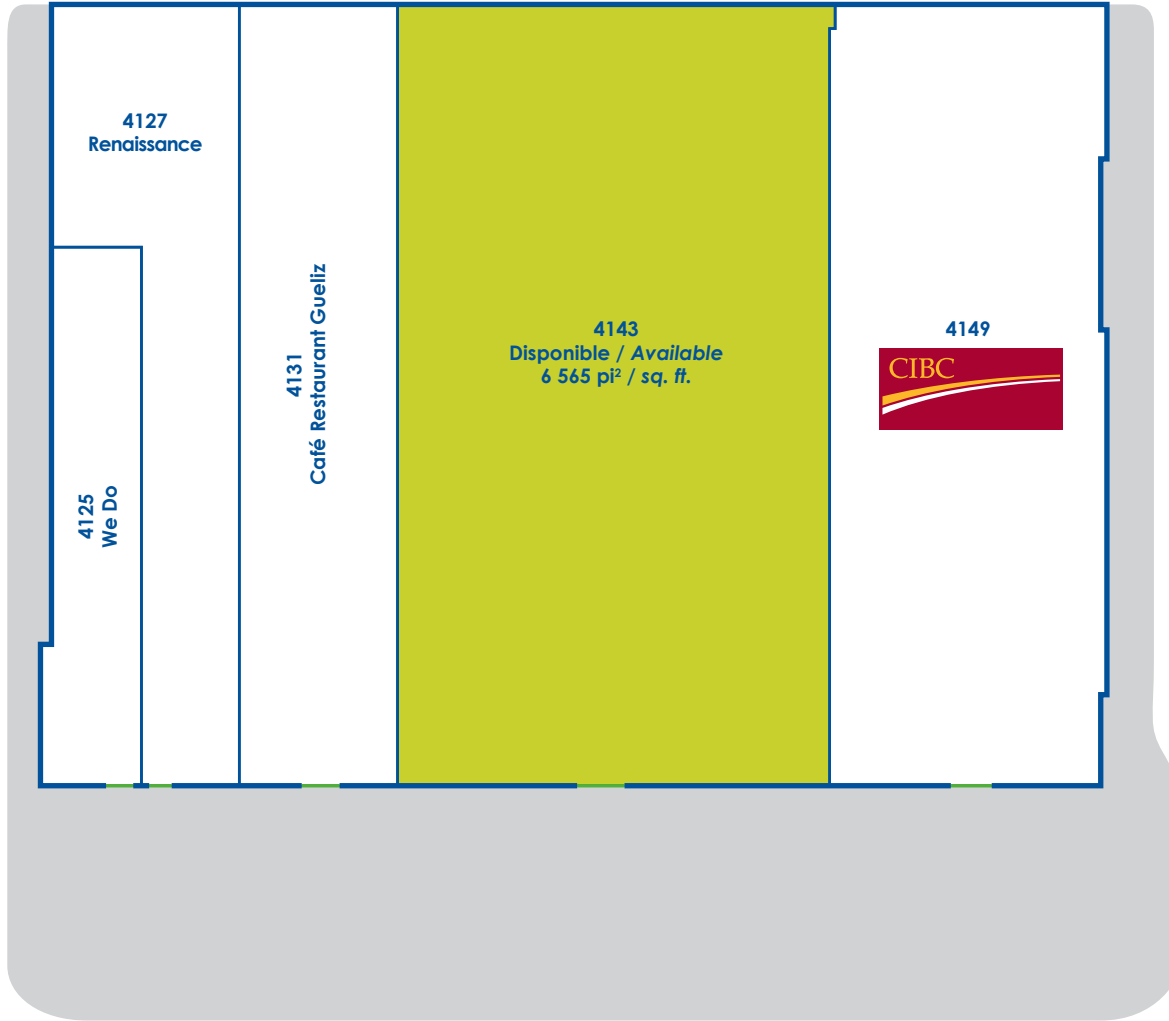 4127
Renaissance
4125
We Do
4131
Café Restaurant Gueliz
4143
Disponible / Available
6 565 pi² / sq. ft.
4149
CIBC